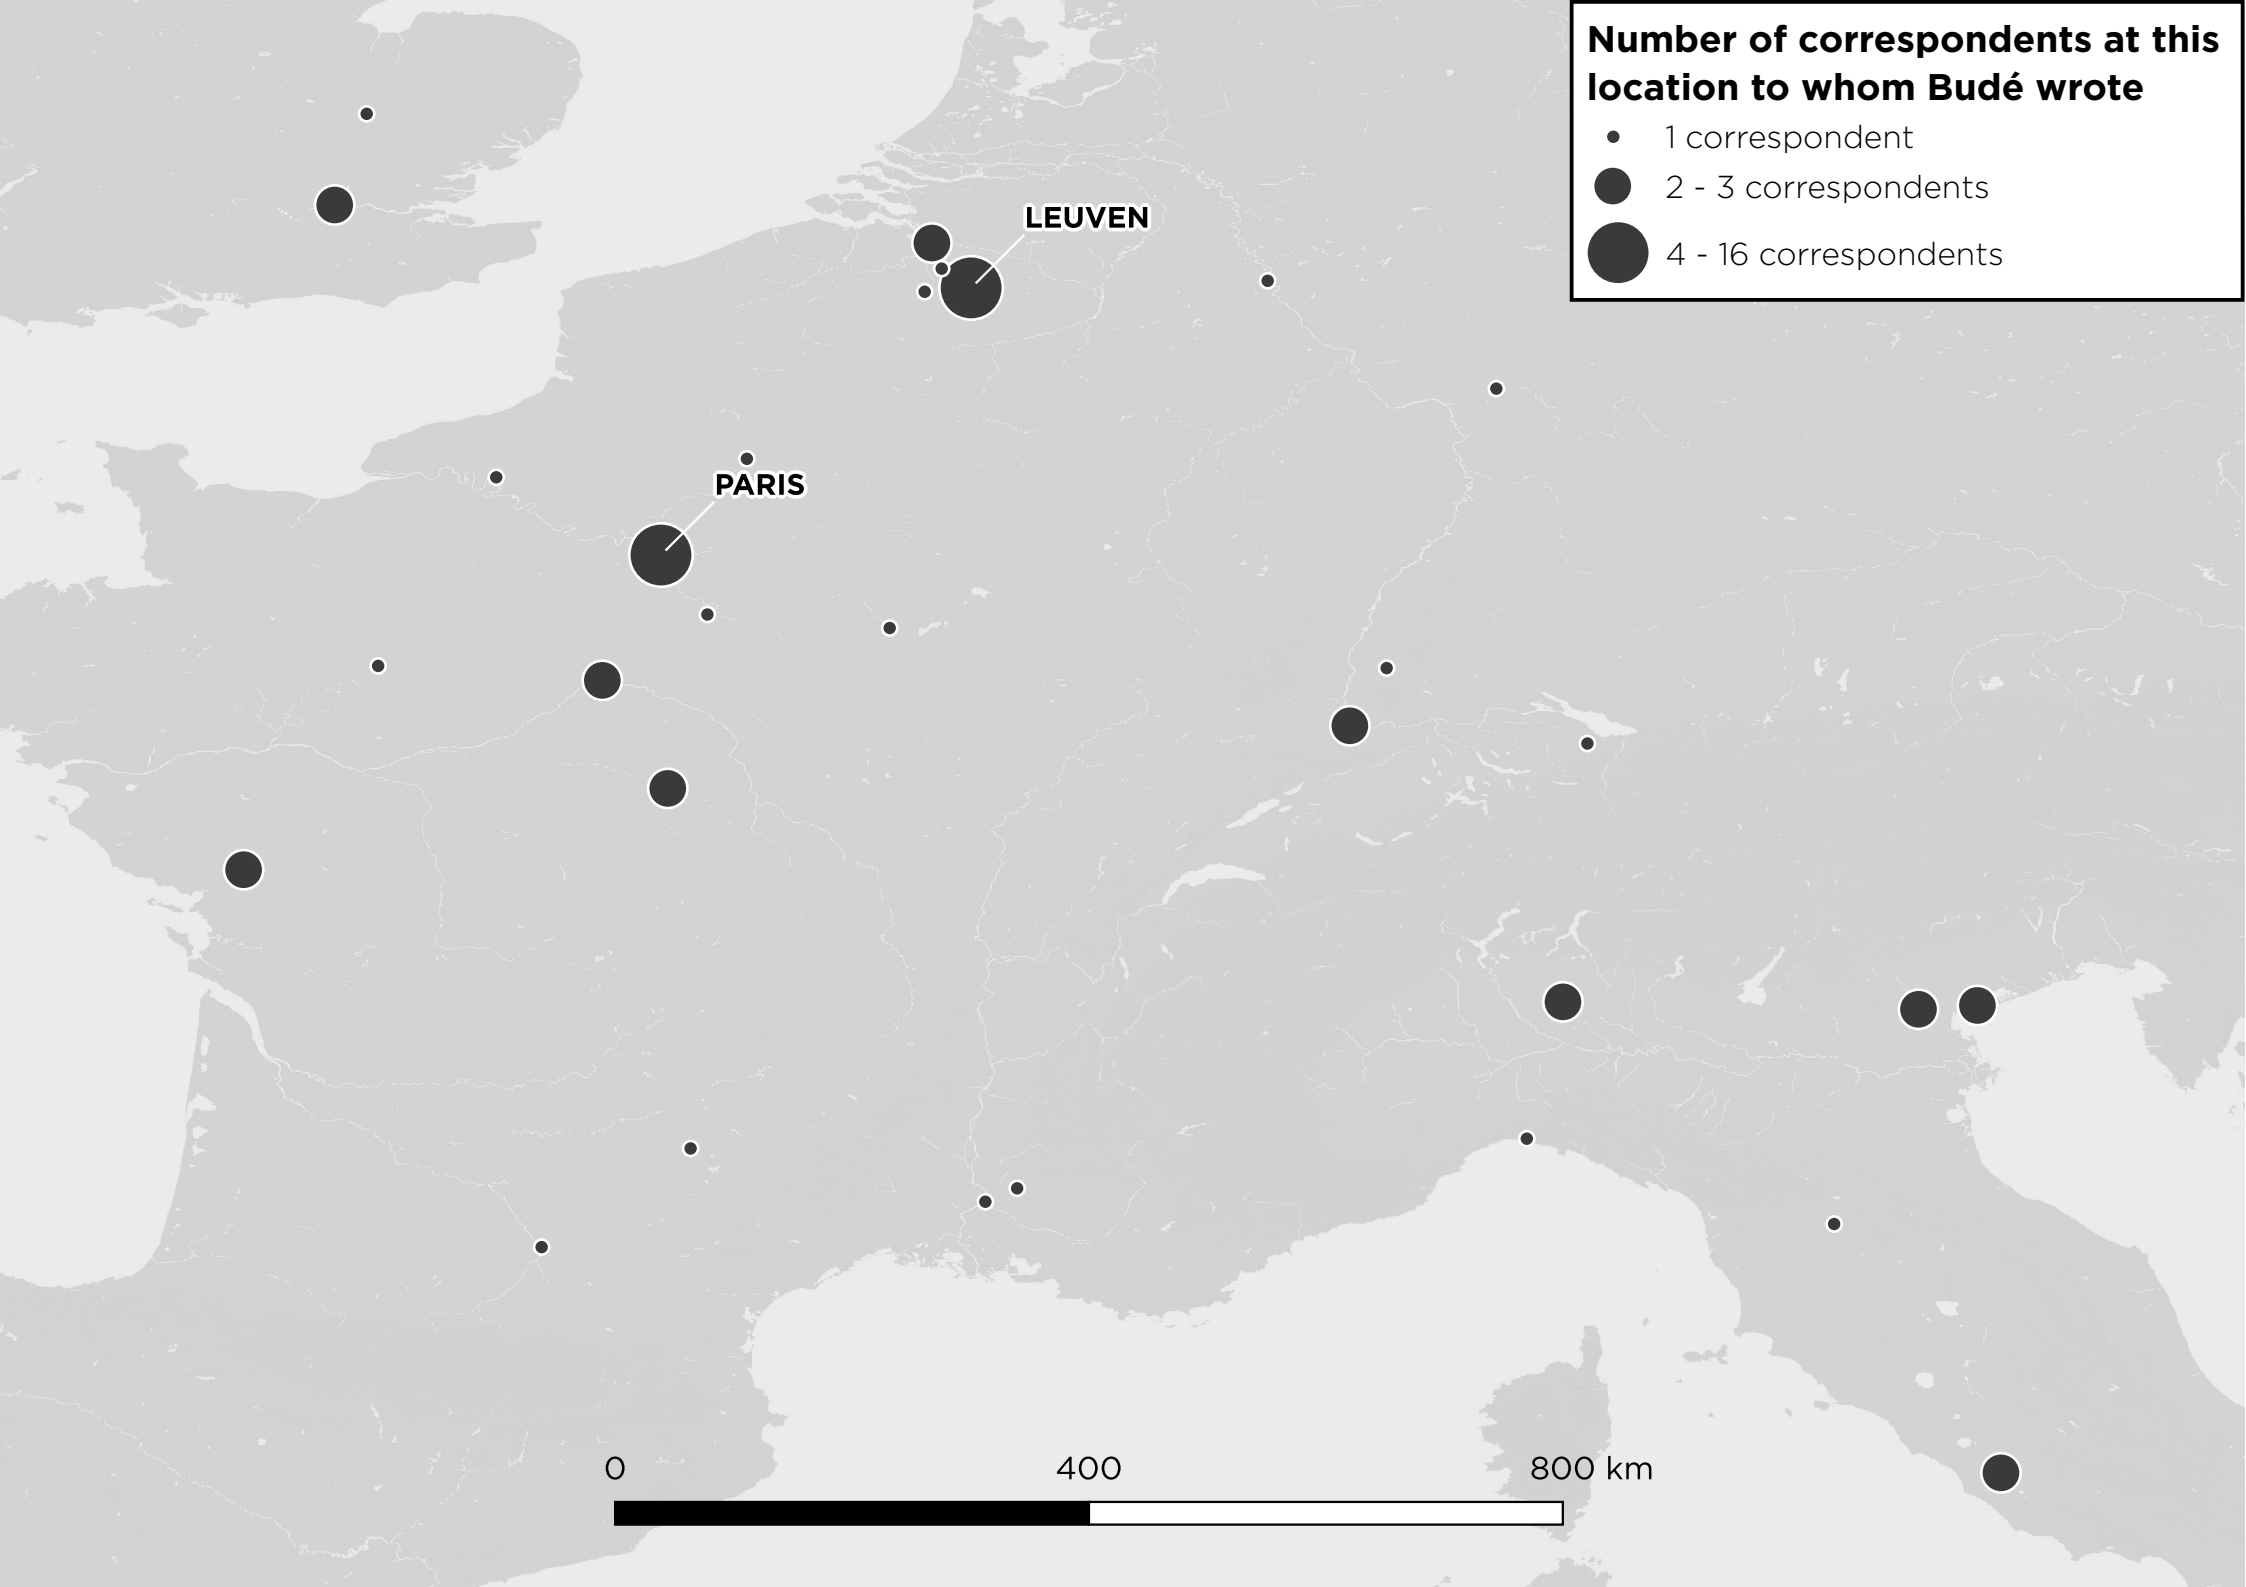 Number of correspondents at this
location to whom Budé wrote
1 correspondent
2 - 3 correspondents
4 - 16 correspondents
LEUVEN
PARIS
0 400 800 km